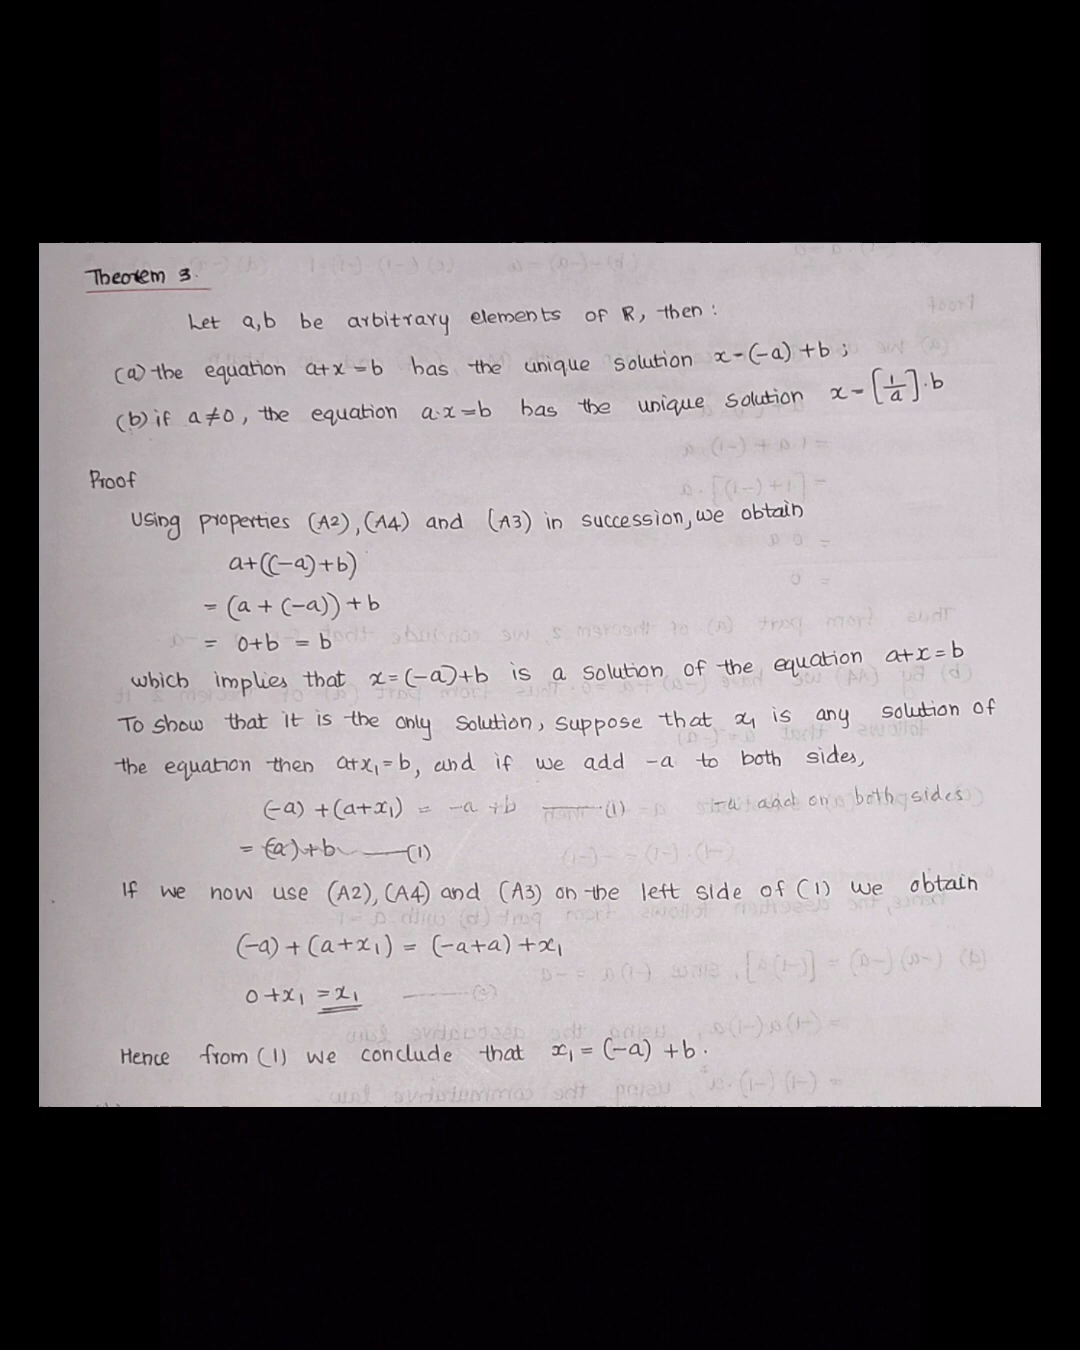 Theorem 3.
Let a,b be arbitrary elements of R, then :
(a) the equation a+x=b has the unique solution x=(-a)+b ;
(b) if a≠0, the equation a·x=b has the unique solution x=[1/a]·b
Proof
Using properties (A2), (A4) and (A3) in succession, we obtain
a+((-a)+b)
= (a+(-a))+b
= 0+b = b
which implies that x=(-a)+b is a solution of the equation a+x=b
To show that it is the only solution, suppose that x₁ is any solution of
the equation then a+x₁=b, and if we add -a to both sides,
(-a)+(a+x₁) = -a+b —— (1) -a add on both sides
= (-a)+b —— (1)
If we now use (A2), (A4) and (A3) on the left side of (1) we obtain
(-a)+(a+x₁) = (-a+a)+x₁
0+x₁ = x₁
Hence from (1) we conclude that x₁ = (-a)+b.